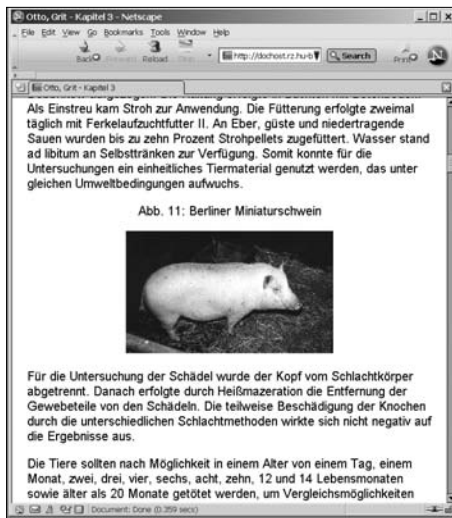 Otto, Grit - Kapitel 3 - Netscape
File Edit View Go Bookmarks Tools Window Help
Back Forward Reload Stop http://dochost.rz.hu-b Search Print
Otto, Grit - Kapitel 3
Als Einstreu kam Stroh zur Anwendung. Die Fütterung erfolgte zweimal
täglich mit Ferkelaufzuchtfutter II. An Eber, güste und niedertragende
Sauen wurden bis zu zehn Prozent Strohpellets zugefüttert. Wasser stand
ad libitum an Selbsttränken zur Verfügung. Somit konnte für die
Untersuchungen ein einheitliches Tiermaterial genutzt werden, das unter
gleichen Umweltbedingungen aufwuchs.
Abb. 11: Berliner Miniaturschwein
Für die Untersuchung der Schädel wurde der Kopf vom Schlachtkörper
abgetrennt. Danach erfolgte durch Heißmazeration die Entfernung der
Gewebeteile von den Schädeln. Die teilweise Beschädigung der Knochen
durch die unterschiedlichen Schlachtmethoden wirkte sich nicht negativ auf
die Ergebnisse aus.
Die Tiere sollten nach Möglichkeit in einem Alter von einem Tag, einem
Monat, zwei, drei, vier, sechs, acht, zehn, 12 und 14 Lebensmonaten
sowie älter als 20 Monate getötet werden, um Vergleichsmöglichkeiten
Document: Done (0.359 secs)